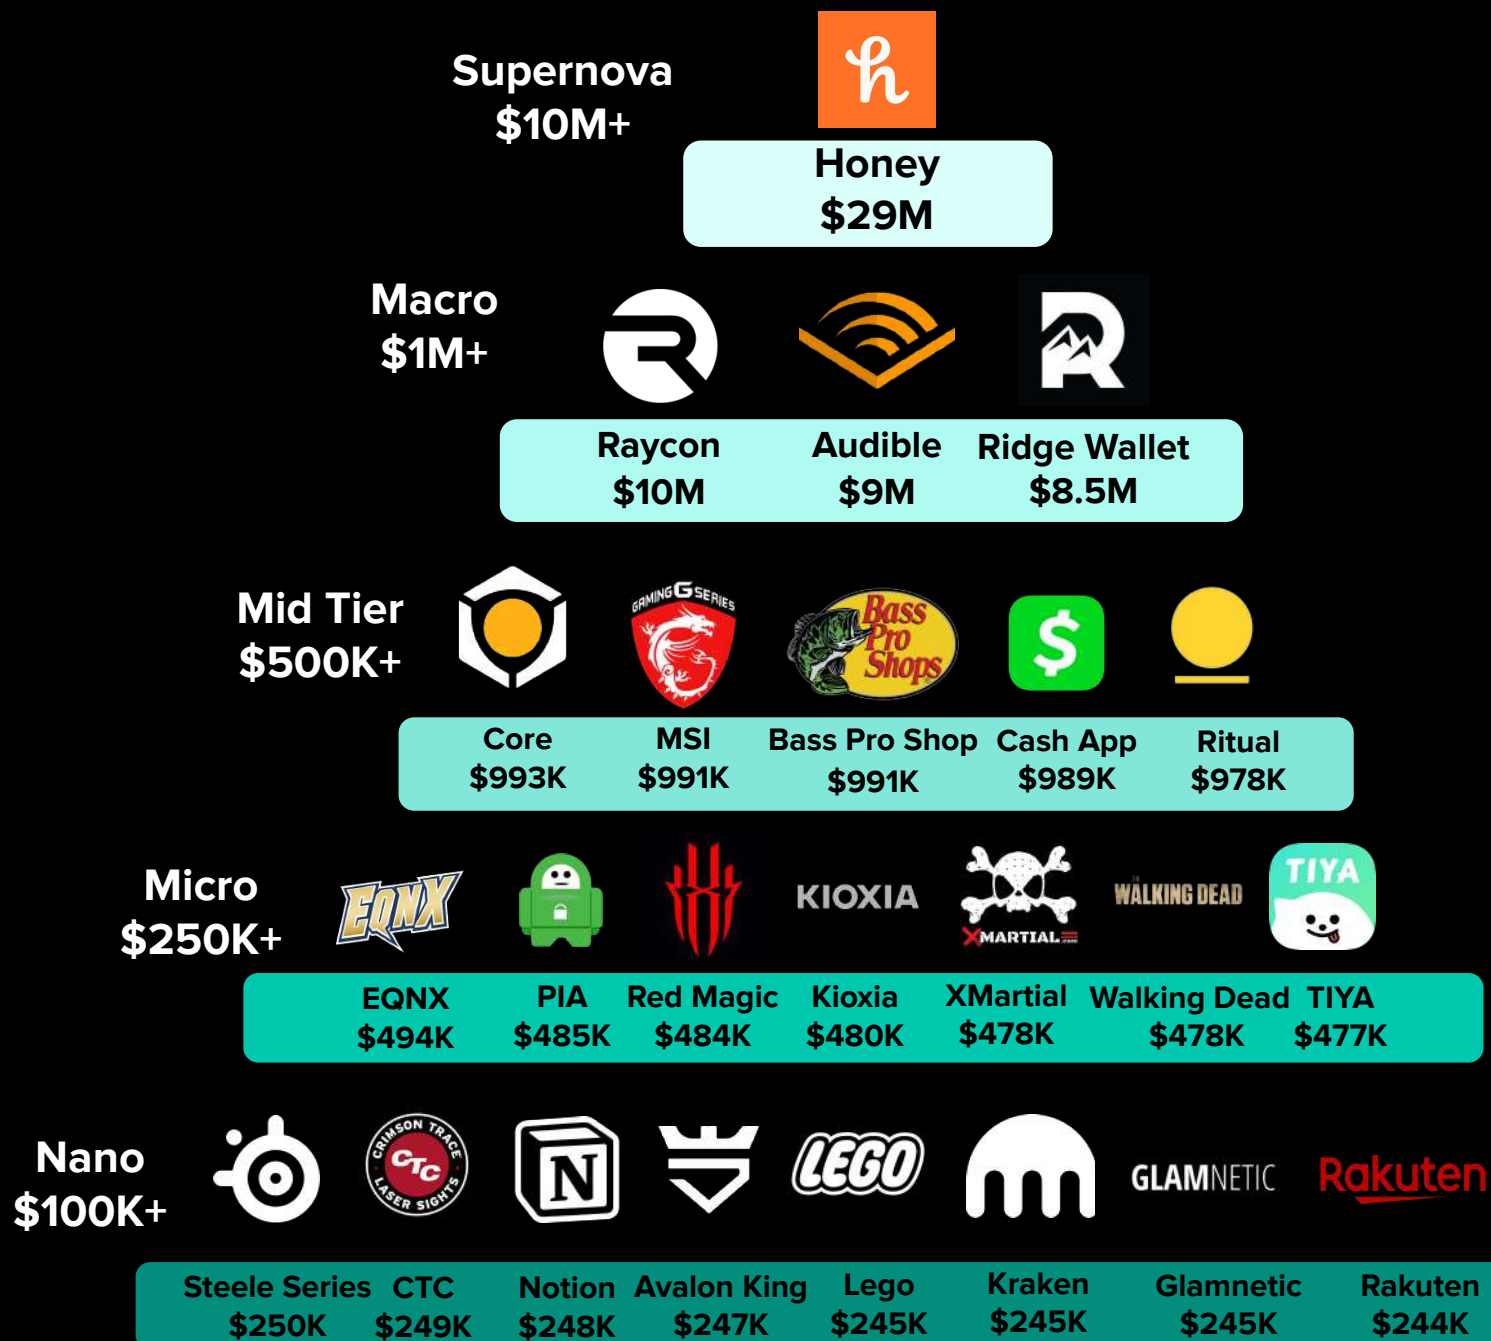 Supernova
$10M+
h
Honey
$29M
Macro
$1M+
R
Raycon
$10M
Audible
$9M
Ridge Wallet
$8.5M
Mid Tier
$500K+
GAMING G SERIES
Bass
Pro
Shops
$
Core
$993K
MSI
$991K
Bass Pro Shop
$991K
Cash App
$989K
Ritual
$978K
Micro
$250K+
EQNX
KIOXIA
XMARTIAL.com
THE
WALKING DEAD
TIYA
EQNX
$494K
PIA
$485K
Red Magic
$484K
Kioxia
$480K
XMartial
$478K
Walking Dead
$478K
TIYA
$477K
Nano
$100K+
CRIMSON TRACE
CTC
LASER SIGHTS
N
LEGO
GLAMNETIC
Rakuten
Steele Series
$250K
CTC
$249K
Notion
$248K
Avalon King
$247K
Lego
$245K
Kraken
$245K
Glamnetic
$245K
Rakuten
$244K